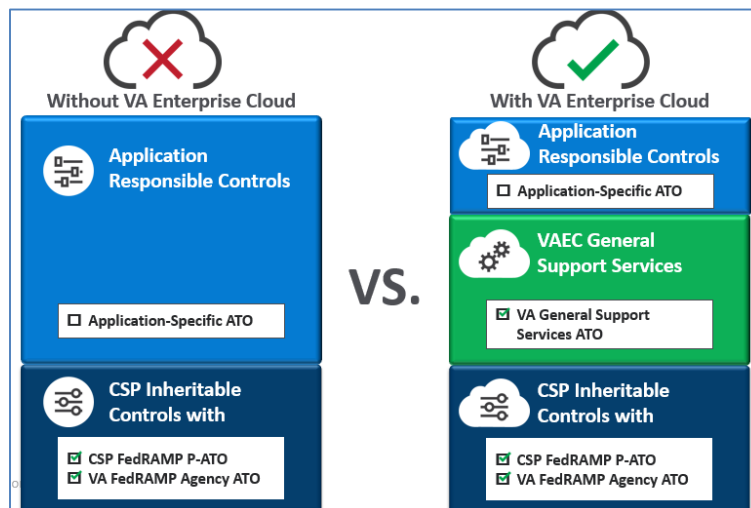 Without VA Enterprise Cloud
Application
Responsible Controls
Application-Specific ATO
CSP Inheritable
Controls with
CSP FedRAMP P-ATO
VA FedRAMP Agency ATO
VS.
With VA Enterprise Cloud
Application
Responsible Controls
Application-Specific ATO
VAEC General
Support Services
VA General Support
Services ATO
CSP Inheritable
Controls with
CSP FedRAMP P-ATO
VA FedRAMP Agency ATO